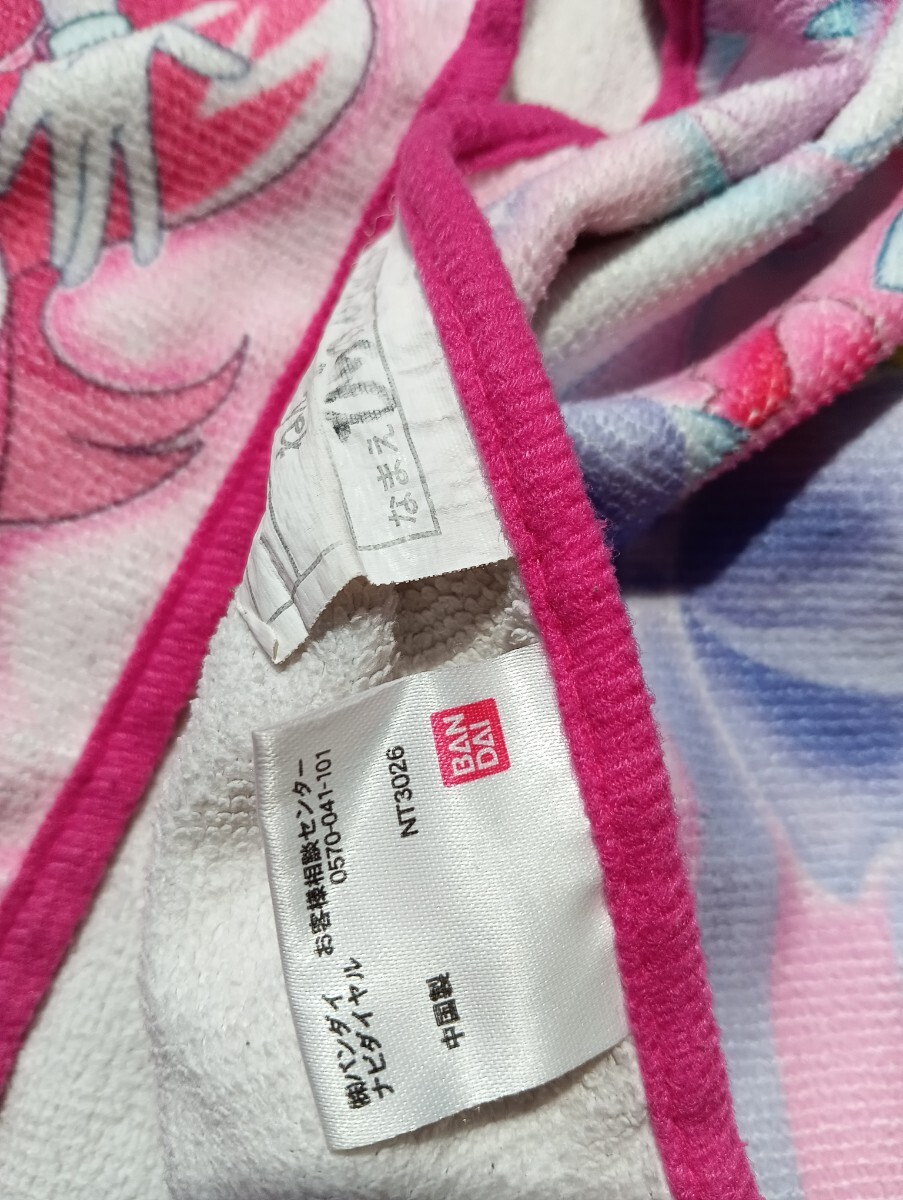 なまえ
BAN
DAI
NT3026
中国製
お客様相談センター
0570-041-101
㈱バンダイ
ナビダイヤル